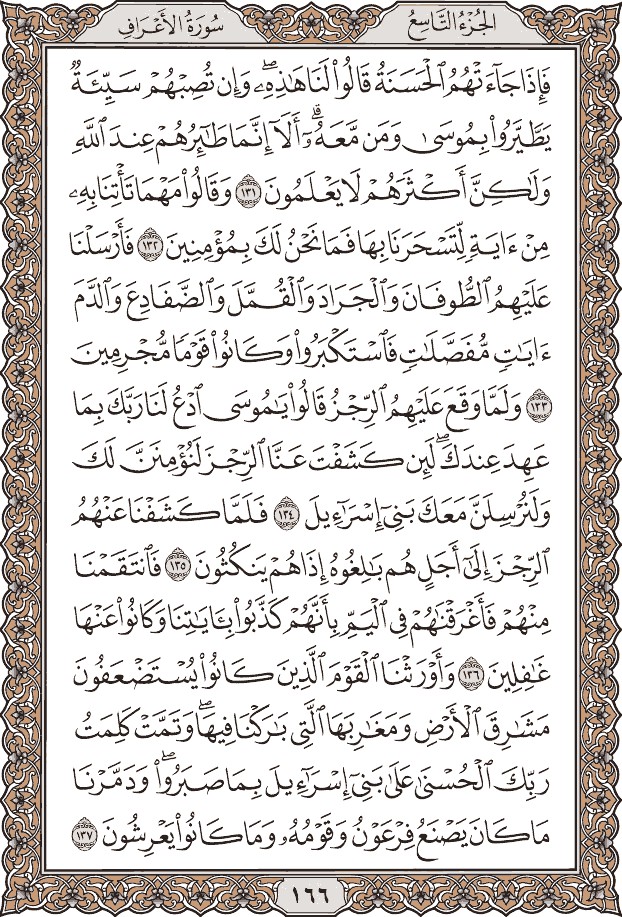 الجُزْءُ التَّاسِعُ
سُورَةُ الأَعْرَافِ
فَإِذَا جَآءَتْهُمُ ٱلْحَسَنَةُ قَالُوا۟ لَنَا هَٰذِهِۦۖ وَإِن تُصِبْهُمْ سَيِّئَةٌۭ
يَطَّيَّرُوا۟ بِمُوسَىٰ وَمَن مَّعَهُۥٓۗ أَلَآ إِنَّمَا طَٰٓئِرُهُمْ عِندَ ٱللَّهِ
وَلَٰكِنَّ أَكْثَرَهُمْ لَا يَعْلَمُونَ ١٣١ وَقَالُوا۟ مَهْمَا تَأْتِنَا بِهِۦ
مِنْ ءَايَةٍۢ لِّتَسْحَرَنَا بِهَا فَمَا نَحْنُ لَكَ بِمُؤْمِنِينَ ١٣٢ فَأَرْسَلْنَا
عَلَيْهِمُ ٱلطُّوفَانَ وَٱلْجَرَادَ وَٱلْقُمَّلَ وَٱلضَّفَادِعَ وَٱلدَّمَ
ءَايَٰتٍۢ مُّفَصَّلَٰتٍۢ فَٱسْتَكْبَرُوا۟ وَكَانُوا۟ قَوْمًۭا مُّجْرِمِينَ
١٣٣ وَلَمَّا وَقَعَ عَلَيْهِمُ ٱلرِّجْزُ قَالُوا۟ يَٰمُوسَى ٱدْعُ لَنَا رَبَّكَ بِمَا
عَهِدَ عِندَكَۖ لَئِن كَشَفْتَ عَنَّا ٱلرِّجْزَ لَنُؤْمِنَنَّ لَكَ
وَلَنُرْسِلَنَّ مَعَكَ بَنِىٓ إِسْرَٰٓءِيلَ ١٣٤ فَلَمَّا كَشَفْنَا عَنْهُمُ
ٱلرِّجْزَ إِلَىٰٓ أَجَلٍ هُم بَٰلِغُوهُ إِذَا هُمْ يَنكُثُونَ ١٣٥ فَٱنتَقَمْنَا
مِنْهُمْ فَأَغْرَقْنَٰهُمْ فِى ٱلْيَمِّ بِأَنَّهُمْ كَذَّبُوا۟ بِـَٔايَٰتِنَا وَكَانُوا۟ عَنْهَا
غَٰفِلِينَ ١٣٦ وَأَوْرَثْنَا ٱلْقَوْمَ ٱلَّذِينَ كَانُوا۟ يُسْتَضْعَفُونَ
مَشَٰرِقَ ٱلْأَرْضِ وَمَغَٰرِبَهَا ٱلَّتِى بَٰرَكْنَا فِيهَاۖ وَتَمَّتْ كَلِمَتُ
رَبِّكَ ٱلْحُسْنَىٰ عَلَىٰ بَنِىٓ إِسْرَٰٓءِيلَ بِمَا صَبَرُوا۟ۖ وَدَمَّرْنَا
مَا كَانَ يَصْنَعُ فِرْعَوْنُ وَقَوْمُهُۥ وَمَا كَانُوا۟ يَعْرِشُونَ ١٣٧
١٦٦